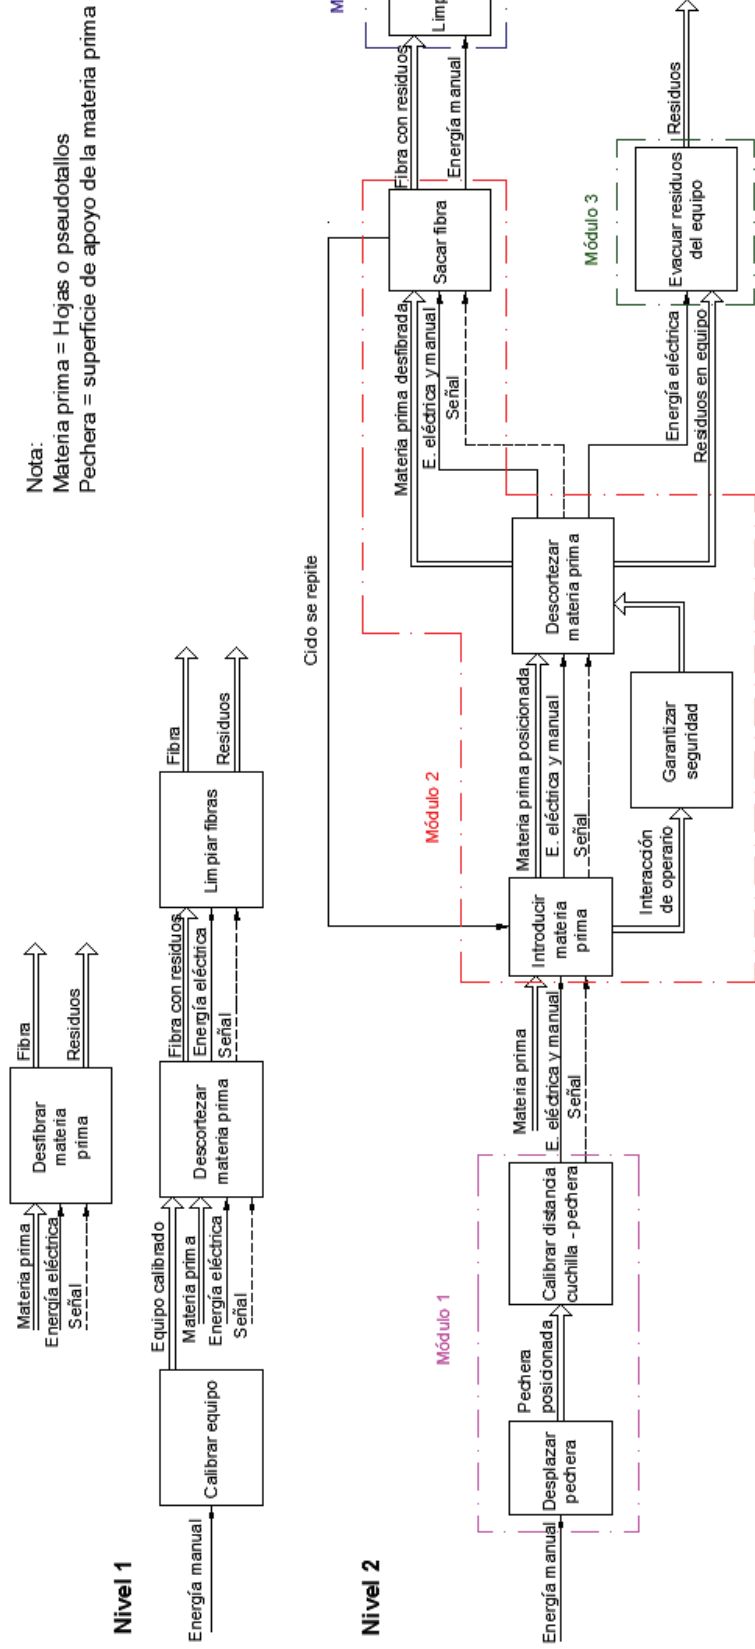 Nota:
Materia prima = Hojas o pseudotallos
Pechera = superficie de apoyo de la materia prima
Materia prima
Energía eléctrica
Señal
Desfibrar
materia
prima
Fibra
Residuos
Nivel 1
Energía manual
Calibrar equipo
Equipo calibrado
Materia prima
Energía eléctrica
Señal
Descortezar
materia prima
Fibra con residuos
Energía eléctrica
Señal
Limpiar fibras
Fibra
Residuos
Nivel 2
Energía manual
Módulo 1
Desplazar
pechera
Pechera
posicionada
Calibrar distancia
cuchilla - pechera
Materia prima
E. eléctrica y manual
Señal
Ciclo se repite
Módulo 2
Introducir
materia
prima
Materia prima posicionada
E. eléctrica y manual
Señal
Interacción
de operario
Garantizar
seguridad
Descortezar
materia prima
Materia prima desfibrada
E. eléctrica y manual
Señal
Sacar fibra
Fibra con residuos
Energía manual
M
Limp
Energía eléctrica
Residuos en equipo
Módulo 3
Evacuar residuos
del equipo
Residuos